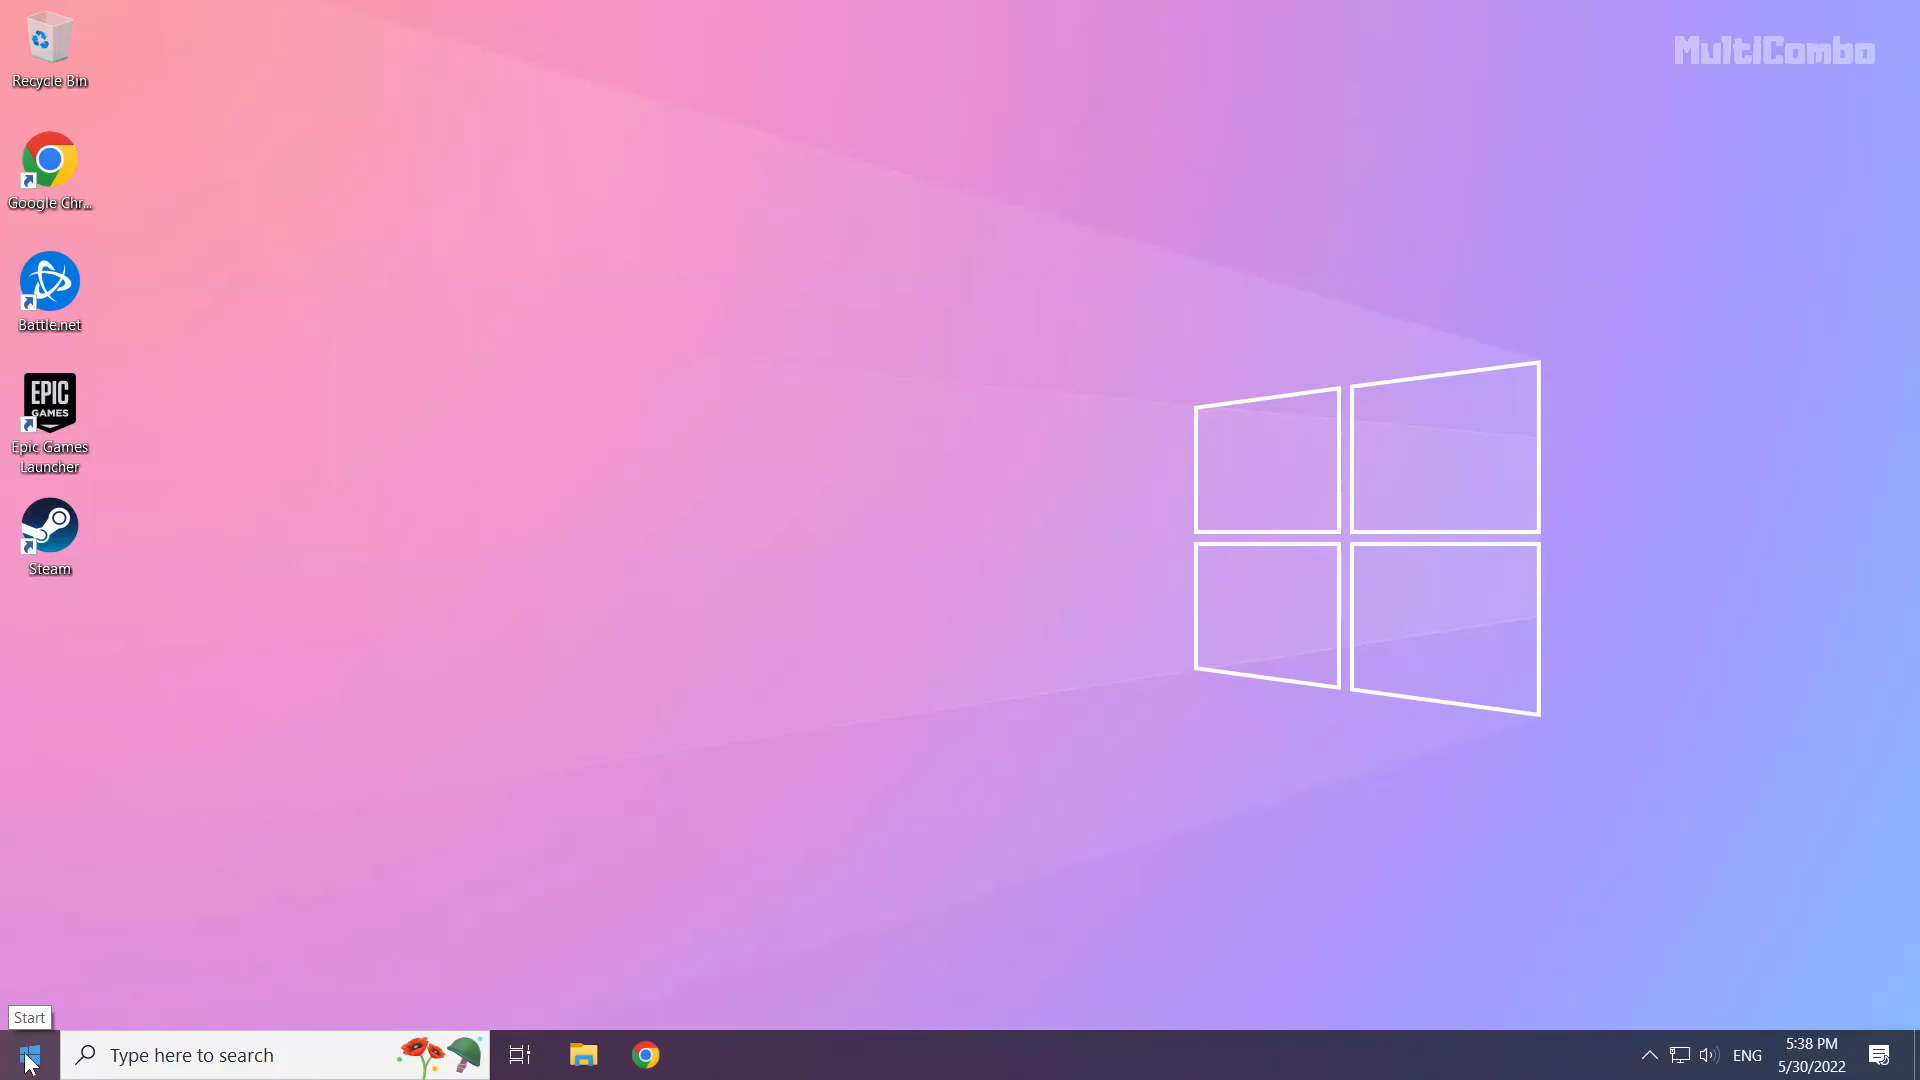 MultiCombo
Recycle Bin
Google Chr...
Battle.net
EPIC
GAMES
Epic Games
Launcher
Steam
Start
Type here to search
ENG
5:38 PM
5/30/2022